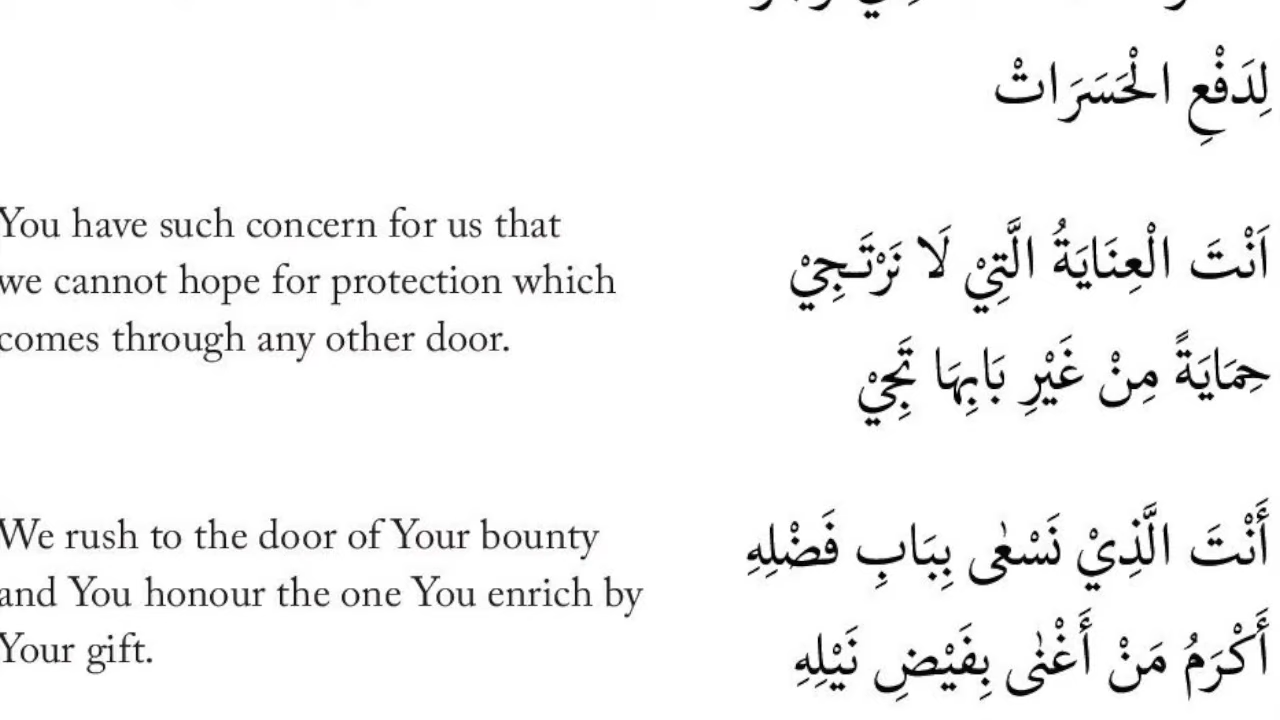 لِدَفْعِ الْحَسَرَاتْ
You have such concern for us that
we cannot hope for protection which
comes through any other door.
اَنْتَ الْعِنَايَةُ الَّتِيْ لَا نَرْتَجِيْ
حِمَايَةً مِنْ غَيْرِ بَابِهَا تَجِيْ
We rush to the door of Your bounty
and You honour the one You enrich by
Your gift.
أَنْتَ الَّذِيْ نَسْعٰى بِبَابِ فَضْلِهِ
أَكْرَمُ مَنْ أَغْنٰى بِفَيْضِ نَيْلِهِ